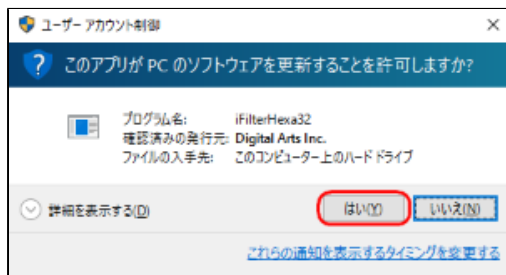 ユーザー アカウント制御
このアプリが PC のソフトウェアを更新することを許可しますか?
プログラム名: iFilterHexa32
確認済みの発行元: Digital Arts Inc.
ファイルの入手先: このコンピューター上のハード ドライブ
詳細を表示する(D)
はい(Y) いいえ(N)
これらの通知を表示するタイミングを変更する